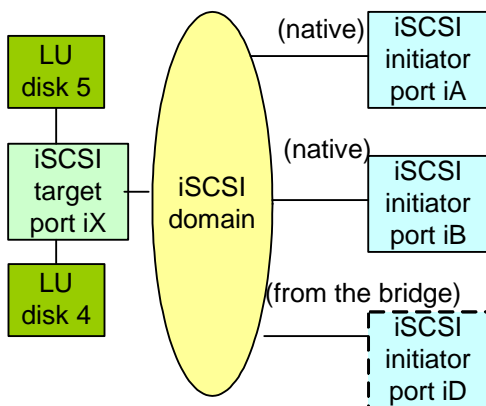 LU
disk 5
iSCSI
target
port iX
LU
disk 4
iSCSI
domain
(native)
iSCSI
initiator
port iA
(native)
iSCSI
initiator
port iB
(from the bridge)
iSCSI
initiator
port iD